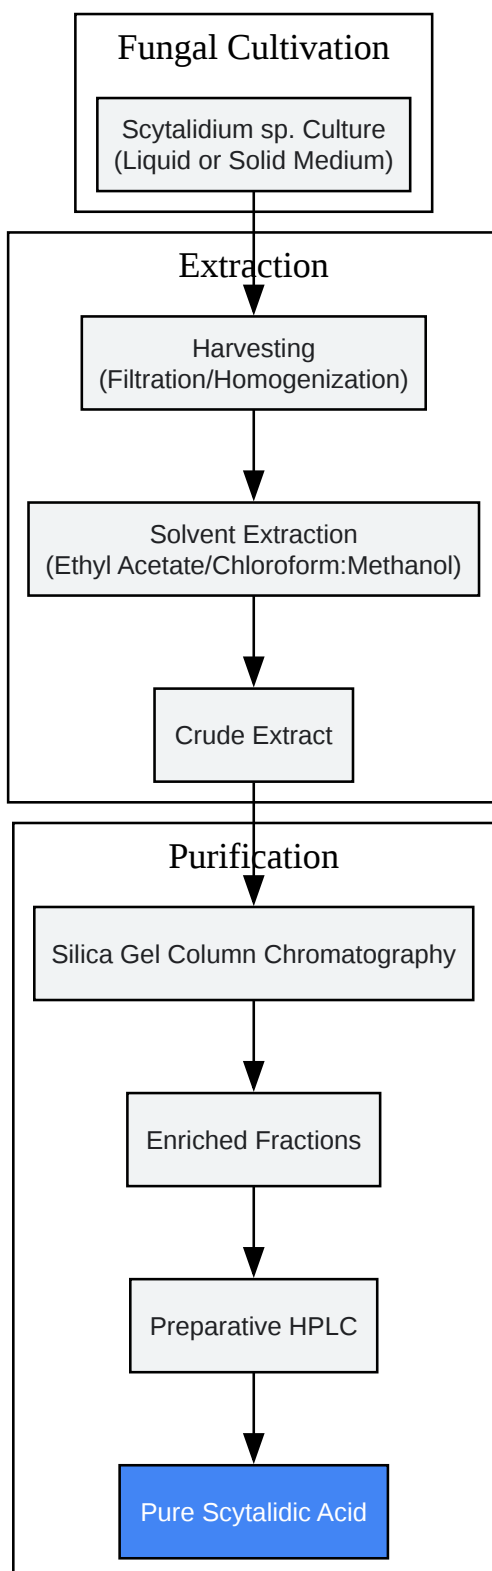 Fungal Cultivation
Scytalidium sp. Culture
(Liquid or Solid Medium)
Extraction
Harvesting
(Filtration/Homogenization)
Solvent Extraction
(Ethyl Acetate/Chloroform:Methanol)
Crude Extract
Purification
Silica Gel Column Chromatography
Enriched Fractions
Preparative HPLC
Pure Scytalidic Acid